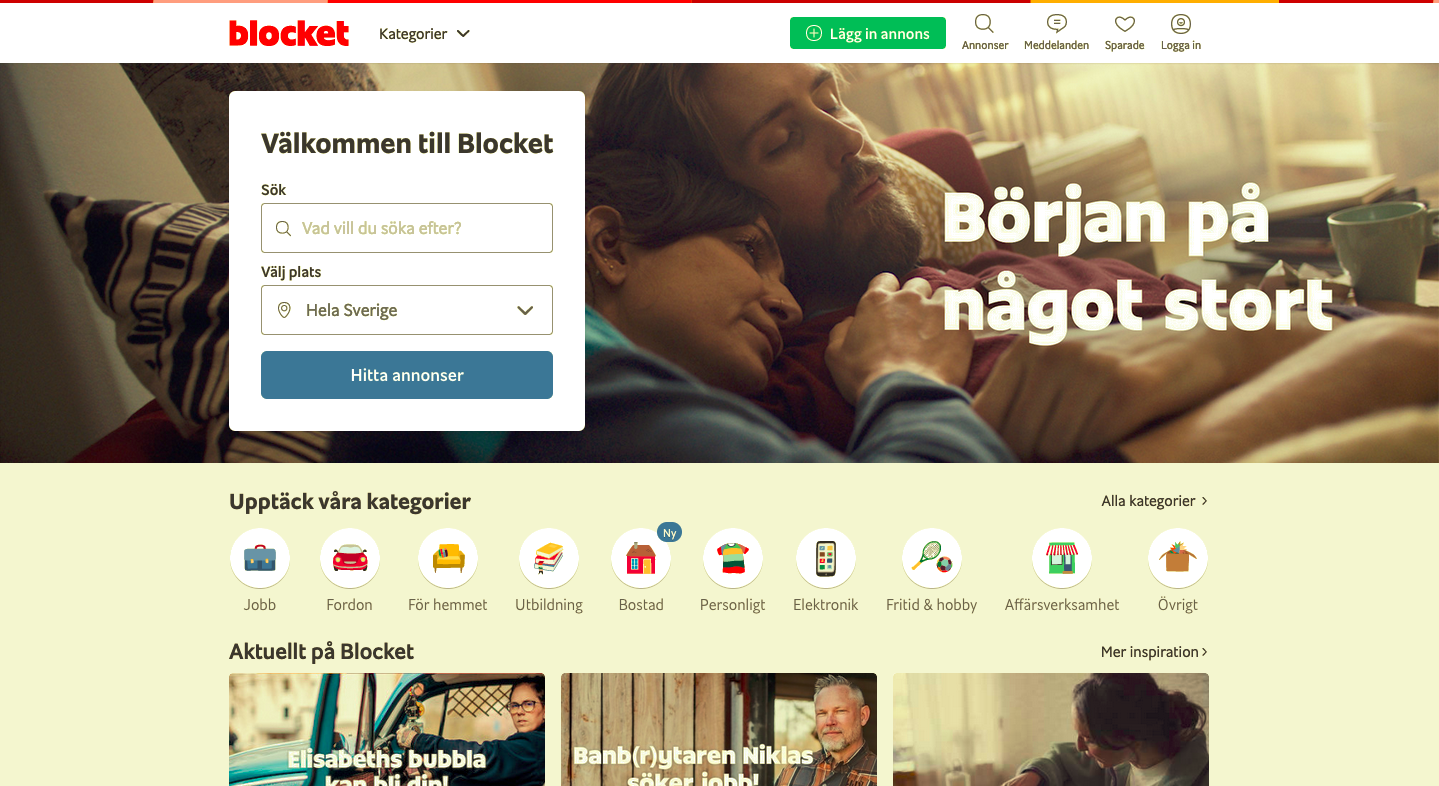 blocket
Kategorier
Lägg in annons
Annonser
Meddelanden
Sparade
Logga in
Välkommen till Blocket
Sök
Vad vill du söka efter?
Välj plats
Hela Sverige
Hitta annonser
Början på
något stort
Upptäck våra kategorier
Alla kategorier
Ny
Jobb
Fordon
För hemmet
Utbildning
Bostad
Personligt
Elektronik
Fritid & hobby
Affärsverksamhet
Övrigt
Aktuellt på Blocket
Mer inspiration
Elisabeths bubbla
kan bli din!
Banb(r)ytaren Niklas
söker jobb!